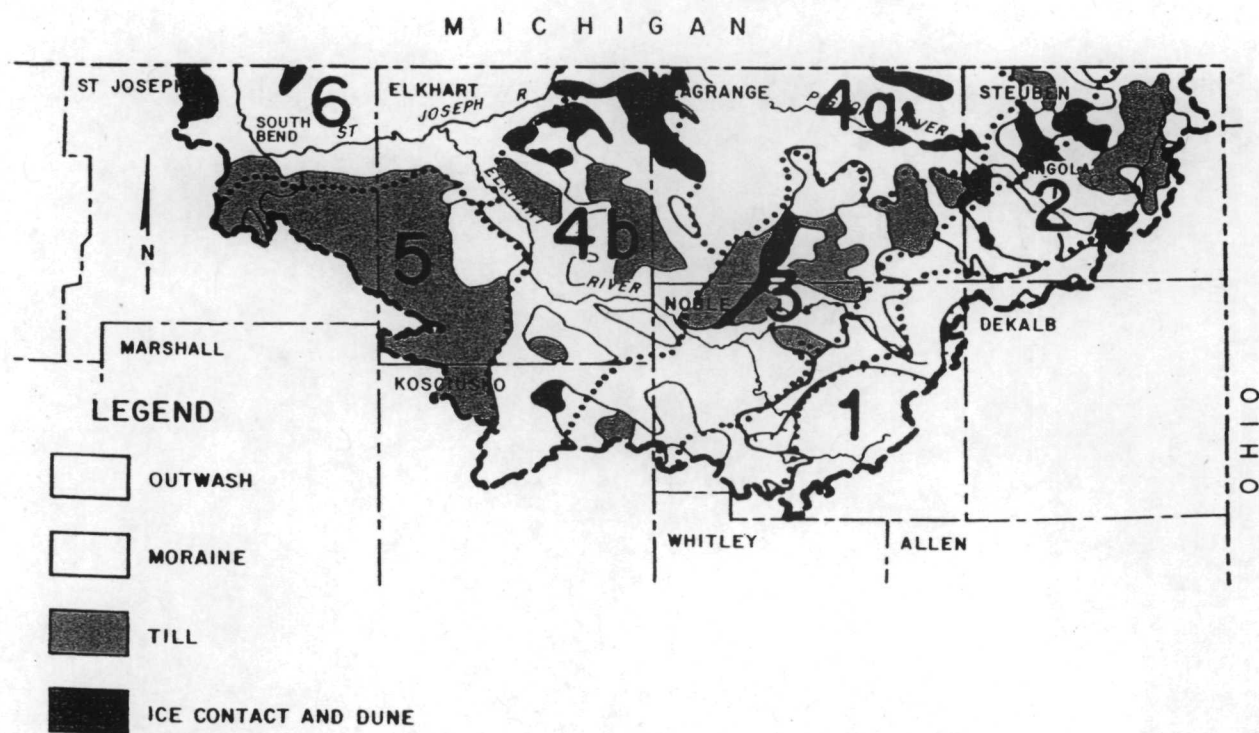 MICHIGAN
ST JOSEPH
6
ELKHART
JOSEPH R
LAGRANGE
4a
RIVER
STEUBEN
SOUTH
BEND
ST
ANGOLA
2
ELKHART
4b
5
N
RIVER
NOBLE
3
DEKALB
MARSHALL
KOSCIUSKO
1
OHIO
LEGEND
OUTWASH
MORAINE
WHITLEY
ALLEN
TILL
ICE CONTACT AND DUNE